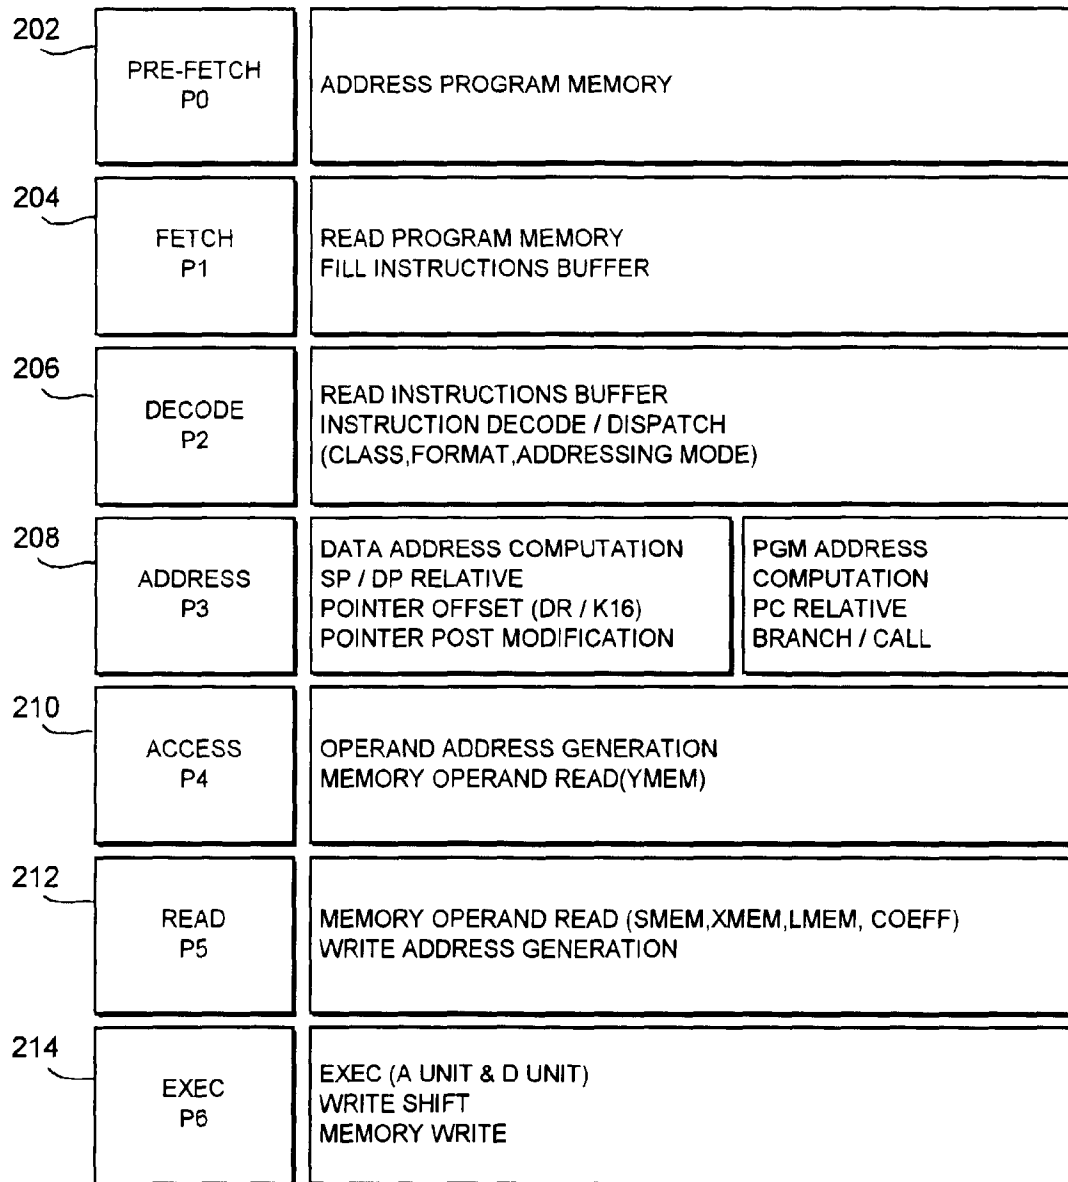 202
PRE-FETCH
P0
ADDRESS PROGRAM MEMORY
204
FETCH
P1
READ PROGRAM MEMORY
FILL INSTRUCTIONS BUFFER
206
DECODE
P2
READ INSTRUCTIONS BUFFER
INSTRUCTION DECODE / DISPATCH
(CLASS,FORMAT,ADDRESSING MODE)
208
ADDRESS
P3
DATA ADDRESS COMPUTATION
SP / DP RELATIVE
POINTER OFFSET (DR / K16)
POINTER POST MODIFICATION
PGM ADDRESS
COMPUTATION
PC RELATIVE
BRANCH / CALL
210
ACCESS
P4
OPERAND ADDRESS GENERATION
MEMORY OPERAND READ(YMEM)
212
READ
P5
MEMORY OPERAND READ (SMEM,XMEM,LMEM, COEFF)
WRITE ADDRESS GENERATION
214
EXEC
P6
EXEC (A UNIT & D UNIT)
WRITE SHIFT
MEMORY WRITE